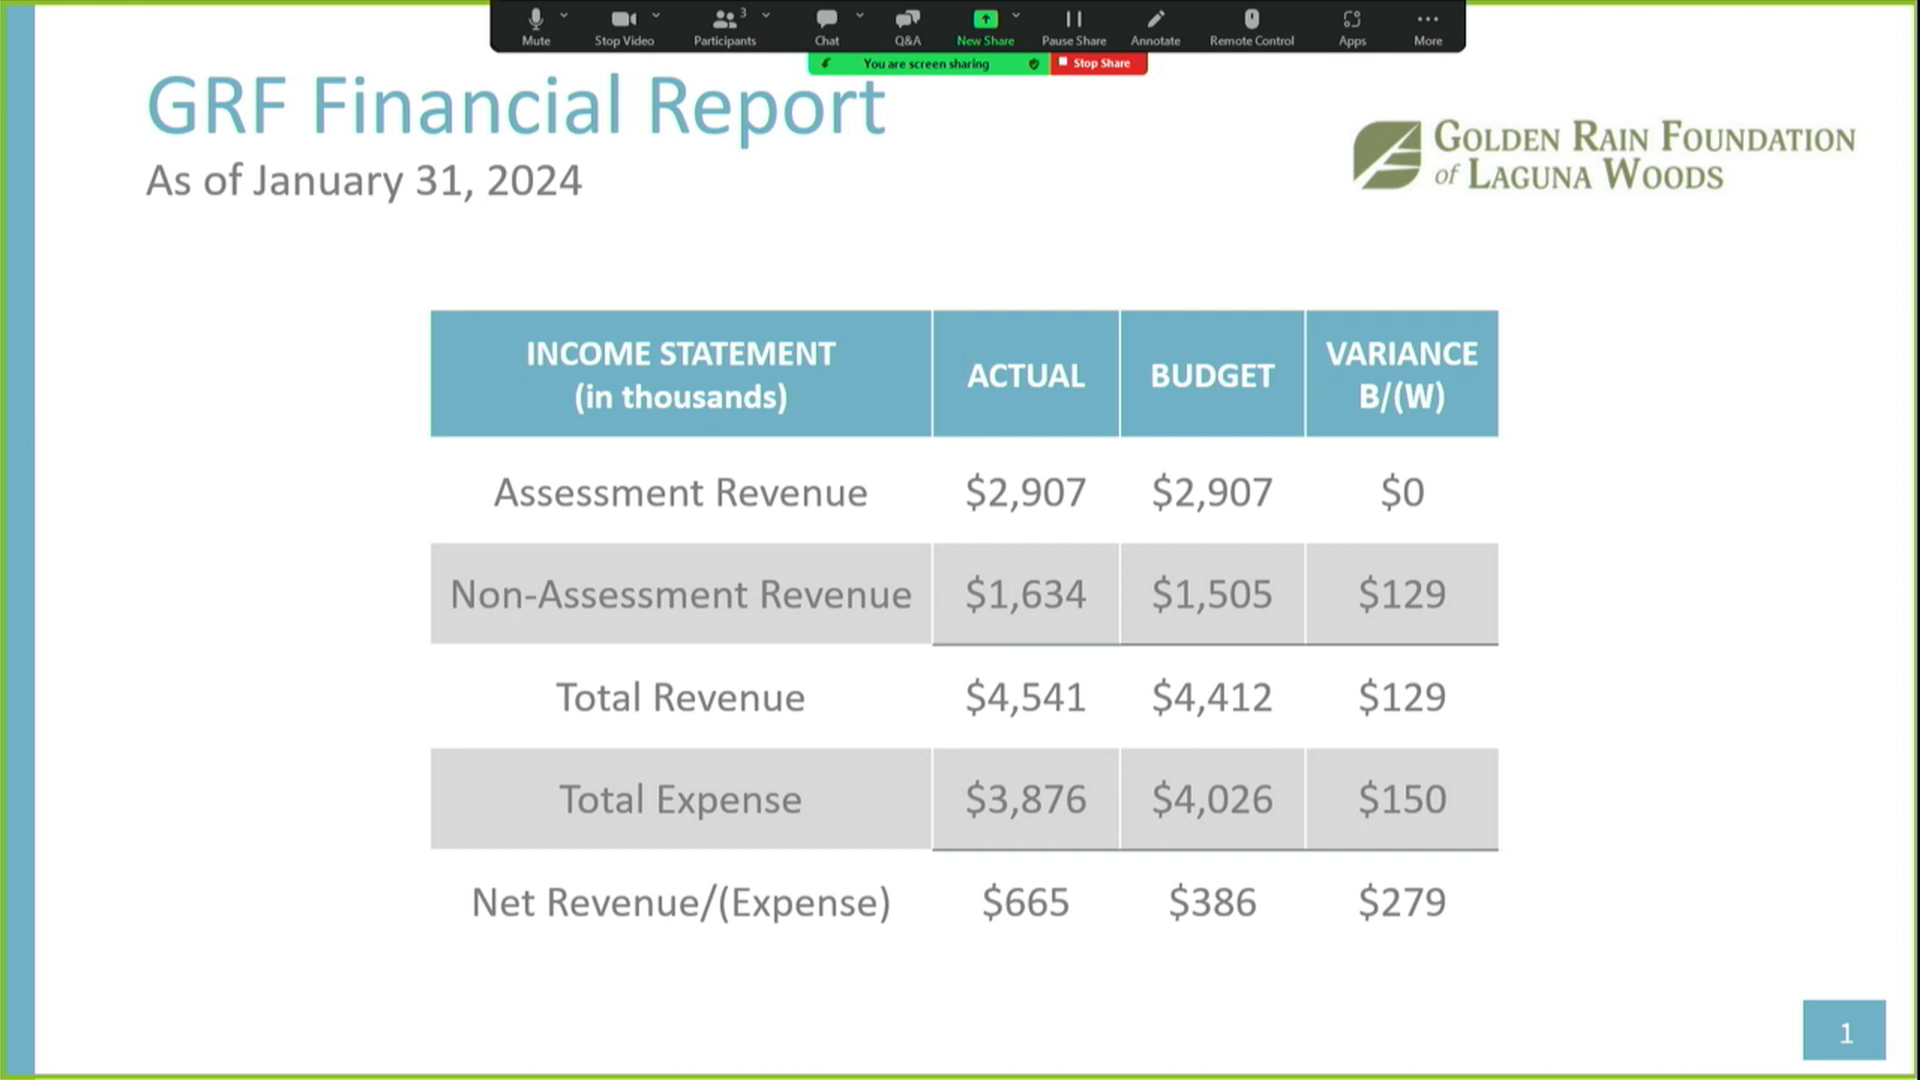 Mute
Stop Video
Participants
3
Chat
Q&A
New Share
Pause Share
Annotate
Remote Control
Apps
More
You are screen sharing
Stop Share
GRF Financial Report
As of January 31, 2024
GOLDEN RAIN FOUNDATION
of LAGUNA WOODS
INCOME STATEMENT
(in thousands)
ACTUAL
BUDGET
VARIANCE
B/(W)
Assessment Revenue $2,907 $2,907 $0
Non-Assessment Revenue $1,634 $1,505 $129
Total Revenue $4,541 $4,412 $129
Total Expense $3,876 $4,026 $150
Net Revenue/(Expense) $665 $386 $279
1